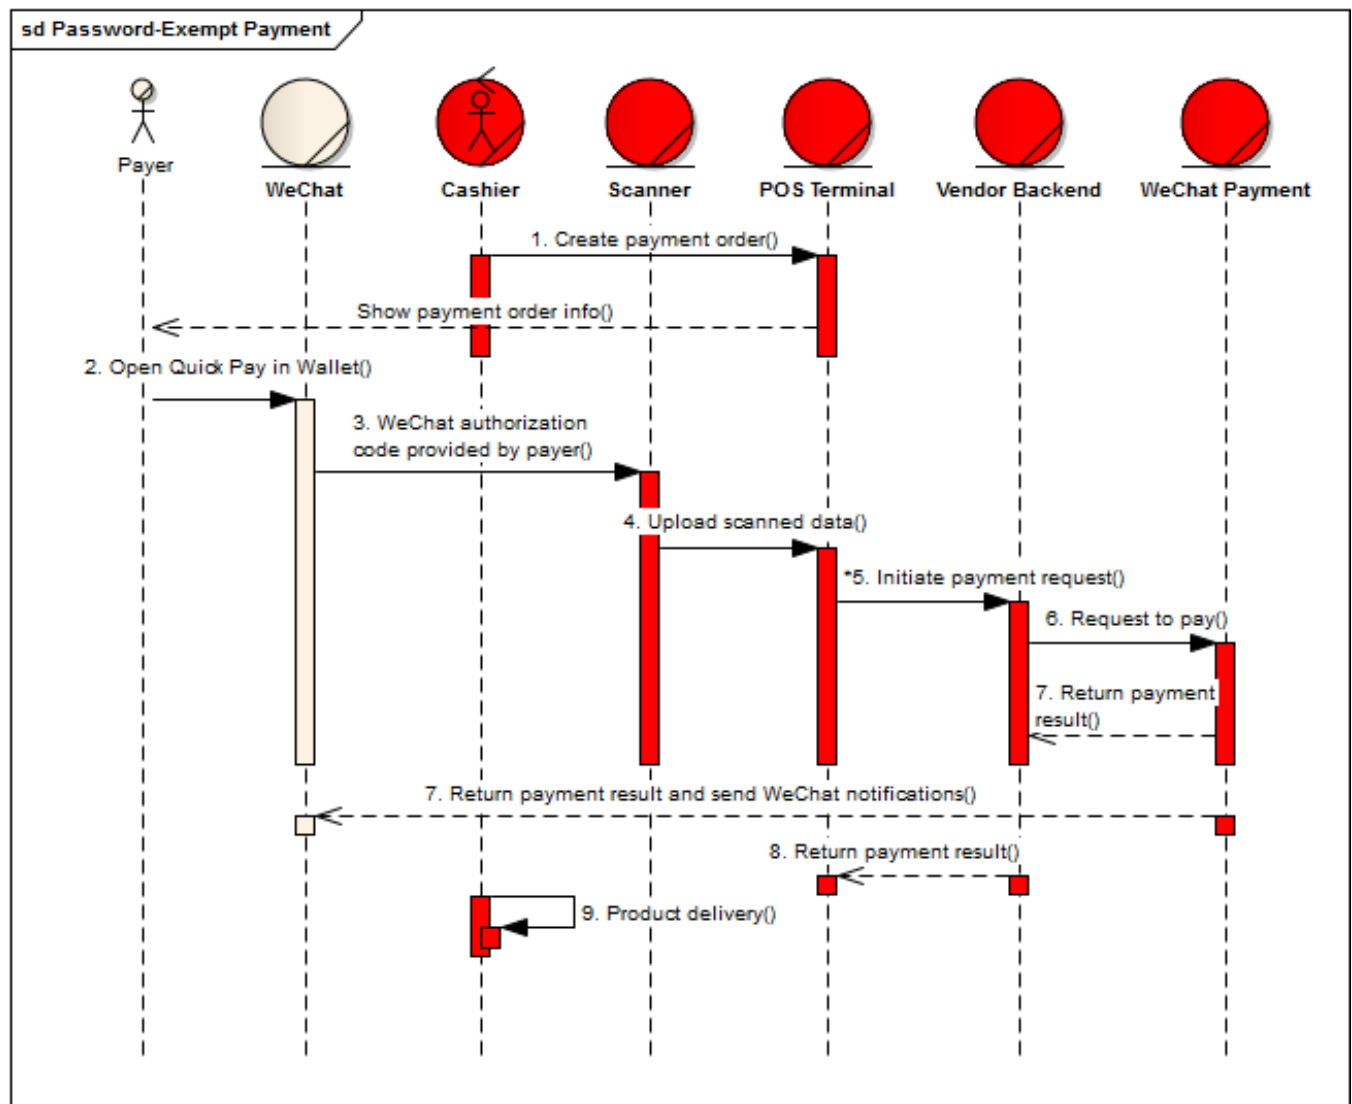 sd Password-Exempt Payment
Payer
WeChat
Cashier
Scanner
POS Terminal
Vendor Backend
WeChat Payment
1. Create payment order()
Show payment order info()
2. Open Quick Pay in Wallet()
3. WeChat authorization
code provided by payer()
4. Upload scanned data()
*5. Initiate payment request()
6. Request to pay()
7. Return payment
result()
7. Return payment result and send WeChat notifications()
8. Return payment result()
9. Product delivery()